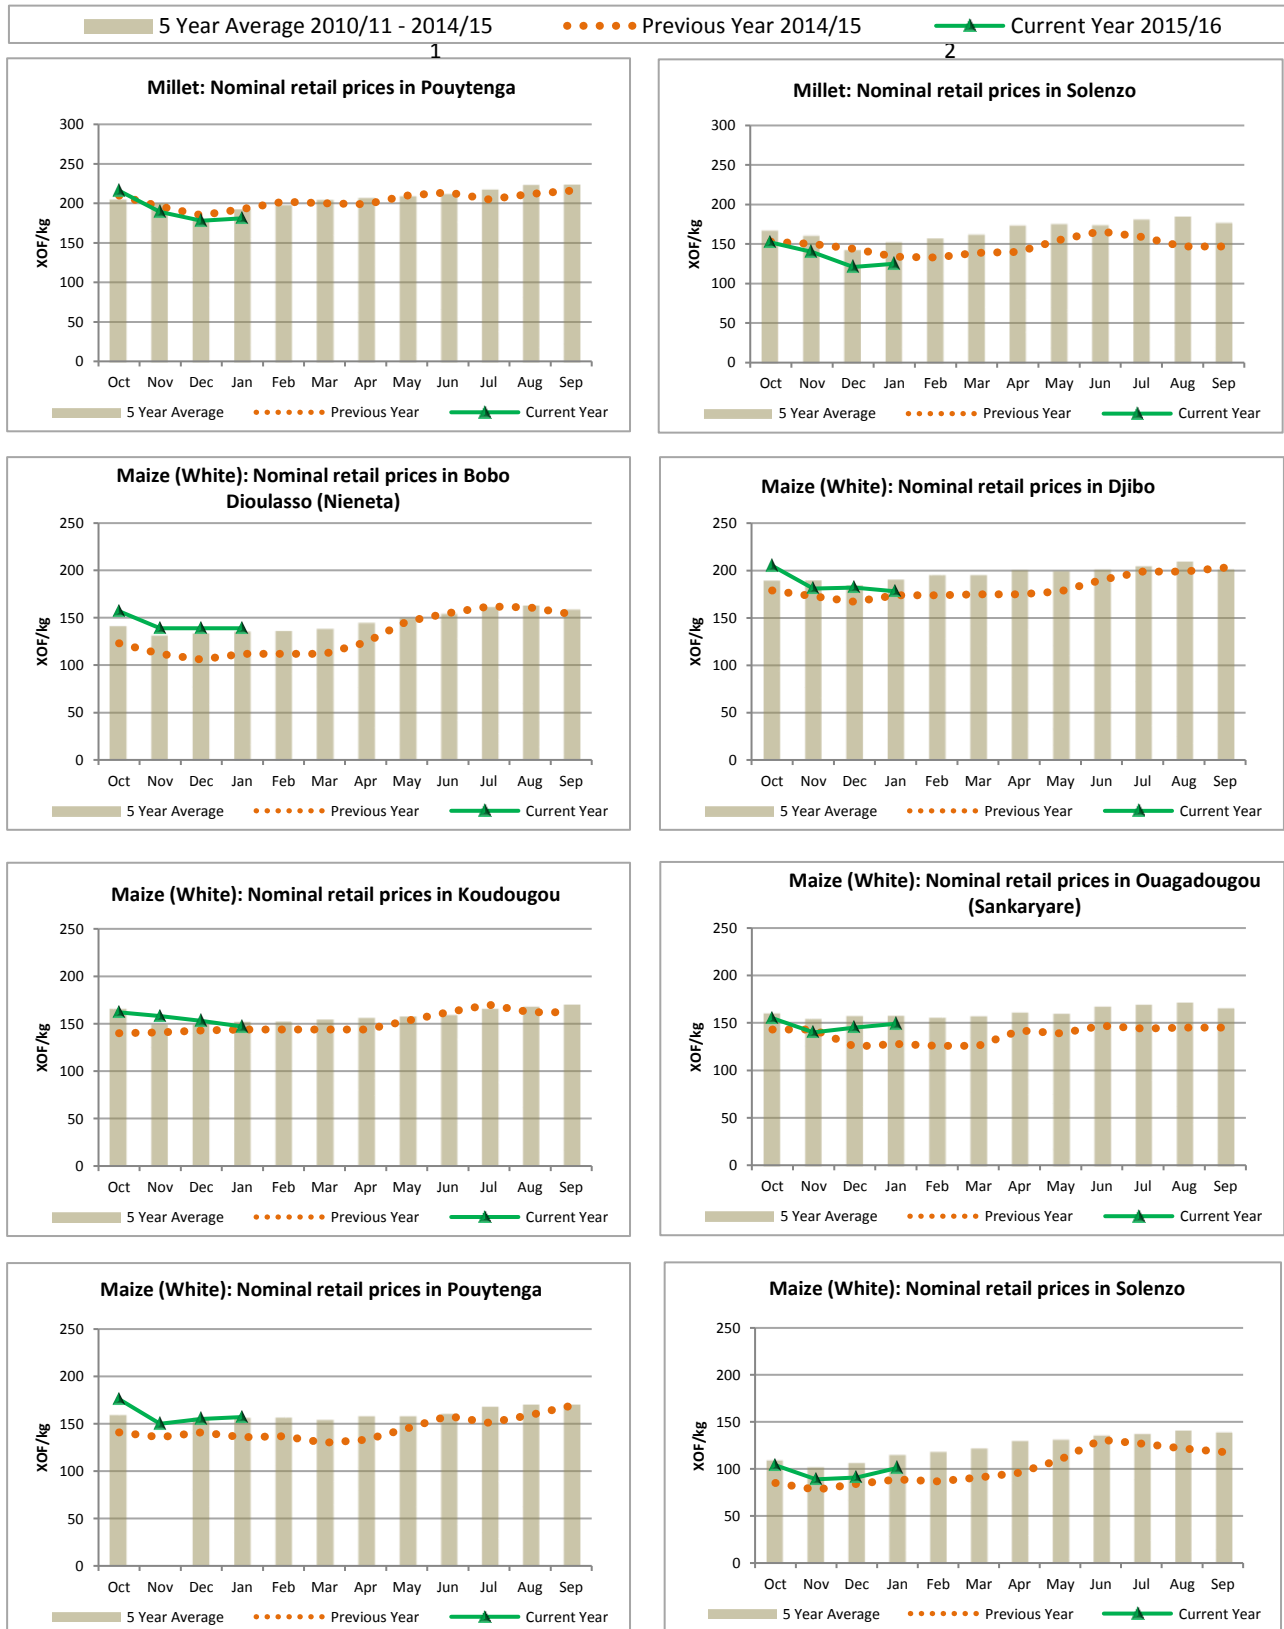 5 Year Average 2010/11 - 2014/15 Previous Year 2014/15 Current Year 2015/16
1 2
Millet: Nominal retail prices in Pouytenga
XOF/kg
300
250
200
150
100
50
0
Oct Nov Dec Jan Feb Mar Apr May Jun Jul Aug Sep
5 Year Average Previous Year Current Year
Millet: Nominal retail prices in Solenzo
XOF/kg
300
250
200
150
100
50
0
Oct Nov Dec Jan Feb Mar Apr May Jun Jul Aug Sep
5 Year Average Previous Year Current Year
Maize (White): Nominal retail prices in Bobo
Dioulasso (Nieneta)
XOF/kg
250
200
150
100
50
0
Oct Nov Dec Jan Feb Mar Apr May Jun Jul Aug Sep
5 Year Average Previous Year Current Year
Maize (White): Nominal retail prices in Djibo
XOF/kg
250
200
150
100
50
0
Oct Nov Dec Jan Feb Mar Apr May Jun Jul Aug Sep
5 Year Average Previous Year Current Year
Maize (White): Nominal retail prices in Koudougou
XOF/kg
250
200
150
100
50
0
Oct Nov Dec Jan Feb Mar Apr May Jun Jul Aug Sep
5 Year Average Previous Year Current Year
Maize (White): Nominal retail prices in Ouagadougou
(Sankaryare)
XOF/kg
250
200
150
100
50
0
Oct Nov Dec Jan Feb Mar Apr May Jun Jul Aug Sep
5 Year Average Previous Year Current Year
Maize (White): Nominal retail prices in Pouytenga
XOF/kg
250
200
150
100
50
0
Oct Nov Dec Jan Feb Mar Apr May Jun Jul Aug Sep
5 Year Average Previous Year Current Year
Maize (White): Nominal retail prices in Solenzo
XOF/kg
250
200
150
100
50
0
Oct Nov Dec Jan Feb Mar Apr May Jun Jul Aug Sep
5 Year Average Previous Year Current Year